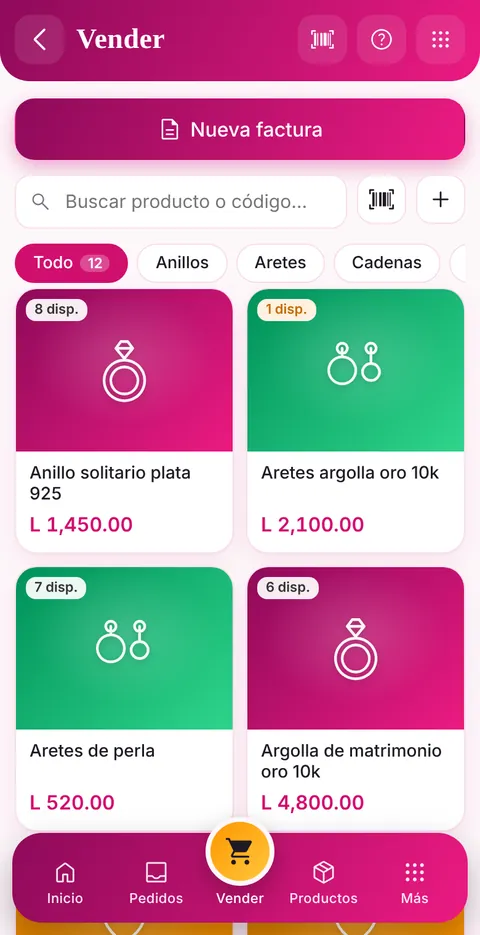 Vender
Nueva factura
Buscar producto o código...
Todo 12 Anillos Aretes Cadenas
8 disp.
1 disp.
Anillo solitario plata
925
L 1,450.00
Aretes argolla oro 10k
L 2,100.00
7 disp.
6 disp.
Aretes de perla
L 520.00
Argolla de matrimonio
oro 10k
L 4,800.00
Inicio Pedidos Vender Productos Más